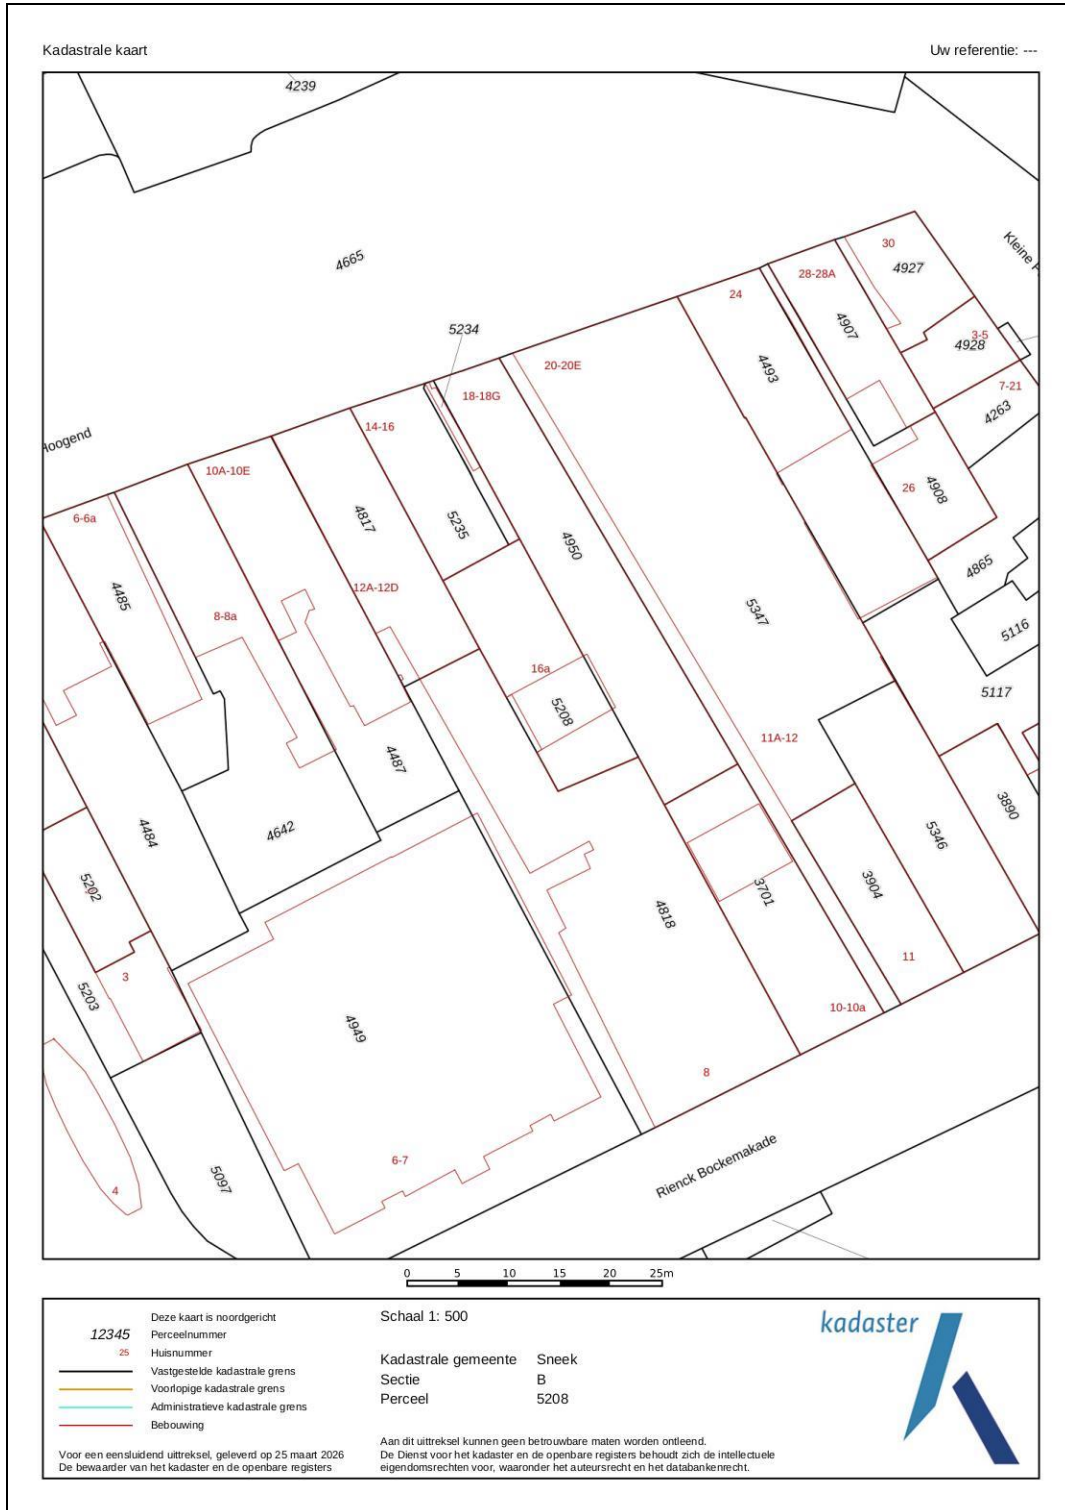 Kadastrale kaart
Uw referentie: ---
4239
4665
Kleine
30
4927
28-28A
4907
24
3-5
4928
7-21
4263
5234
20-20E
4493
18-18G
14-16
Hoogend
10A-10E
26
4908
6-6a
4817
5235
4950
4865
4485
12A-12D
8-8a
5347
5116
16a
5117
5208
11A-12
4487
3890
4484
4642
5346
5202
3904
3701
4818
11
3
5203
10-10a
4949
8
6-7
5097
4
Rienck Bockemakade
0 5 10 15 20 25m
Deze kaart is noordgericht
12345 Perceelnummer
25 Huisnummer
Vastgestelde kadastrale grens
Voorlopige kadastrale grens
Administratieve kadastrale grens
Bebouwing
Voor een eensluidend uittreksel, geleverd op 25 maart 2026
De bewaarder van het kadaster en de openbare registers
Schaal 1: 500
Kadastrale gemeente Sneek
Sectie B
Perceel 5208
Aan dit uittreksel kunnen geen betrouwbare maten worden ontleend.
De Dienst voor het kadaster en de openbare registers behoudt zich de intellectuele
eigendomsrechten voor, waaronder het auteursrecht en het databankenrecht.
kadaster